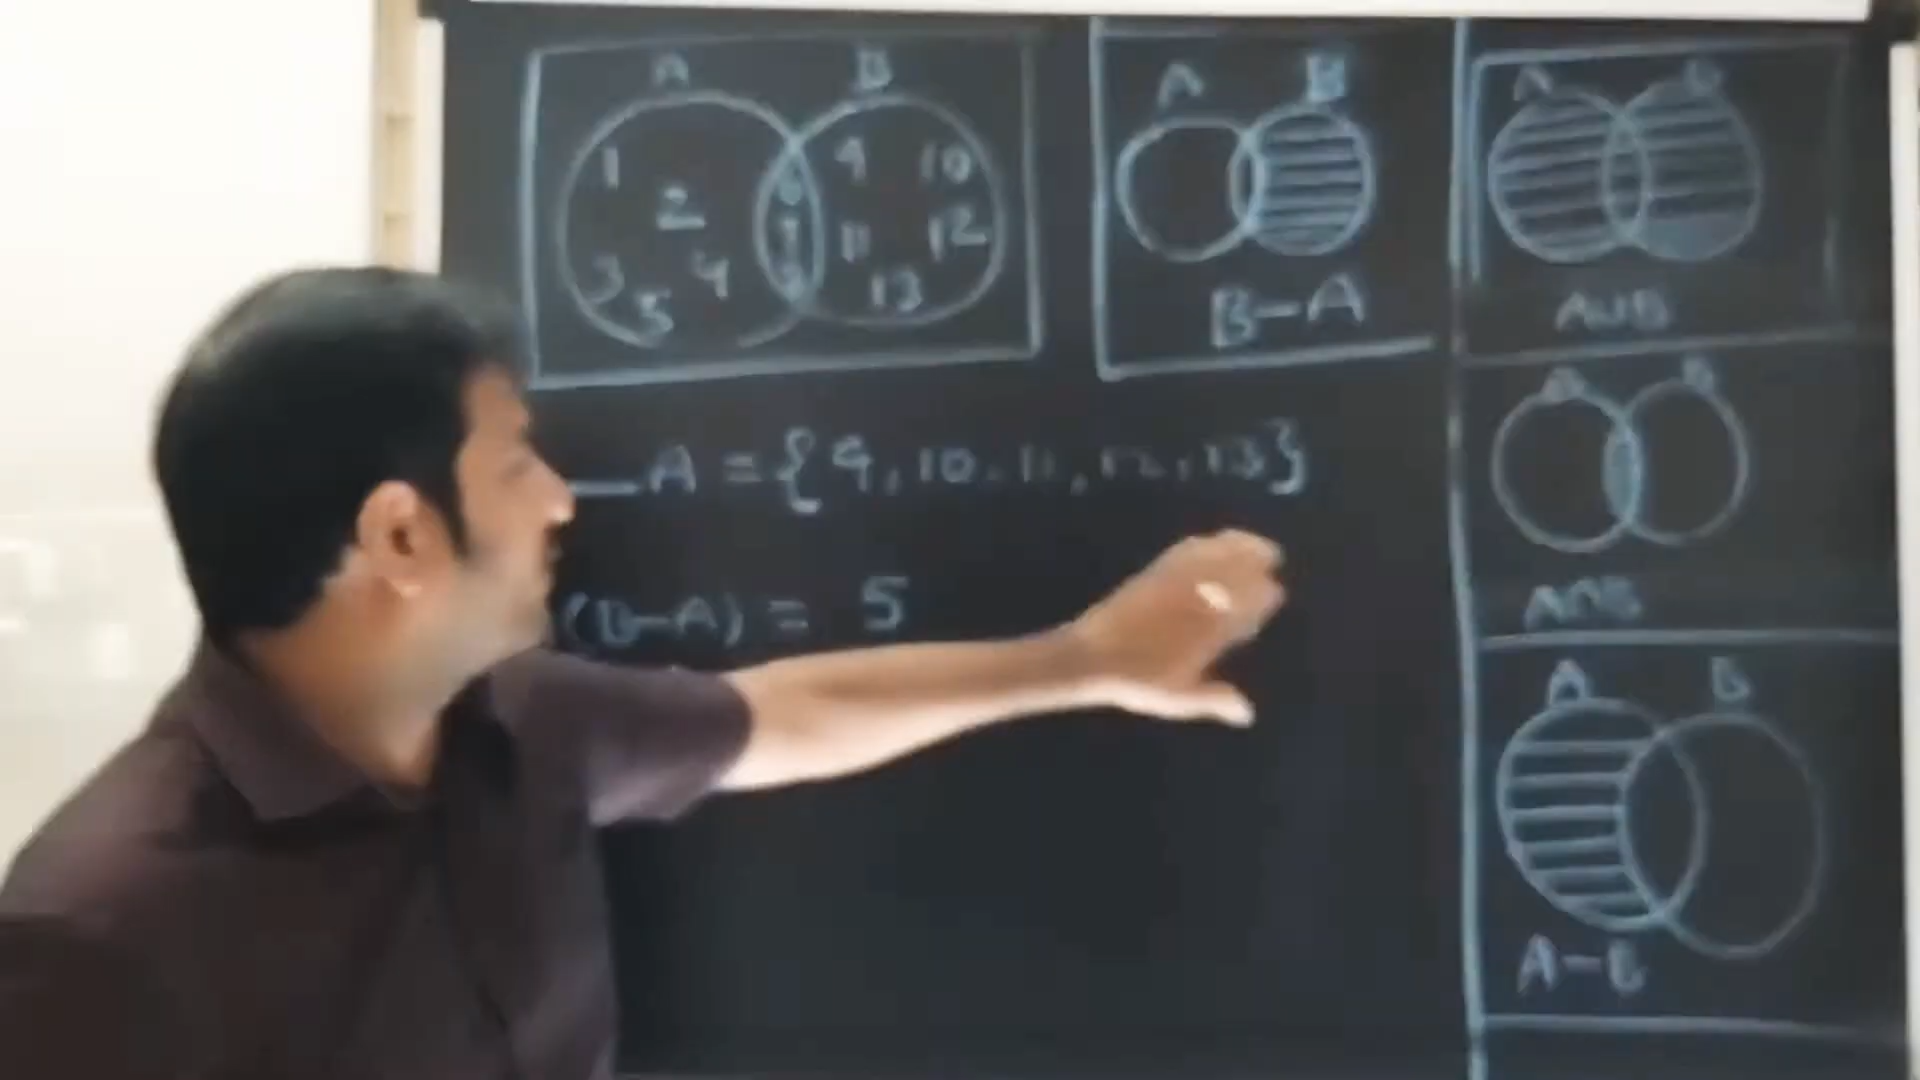 A B
1 2 3 4 5
6 7 8
9 10 11 12 13
A B
B-A
—A = {9, 10, 11, 12, 13}
(B-A) = 5
A B
A∪B
A B
A∩B
A B
A-B